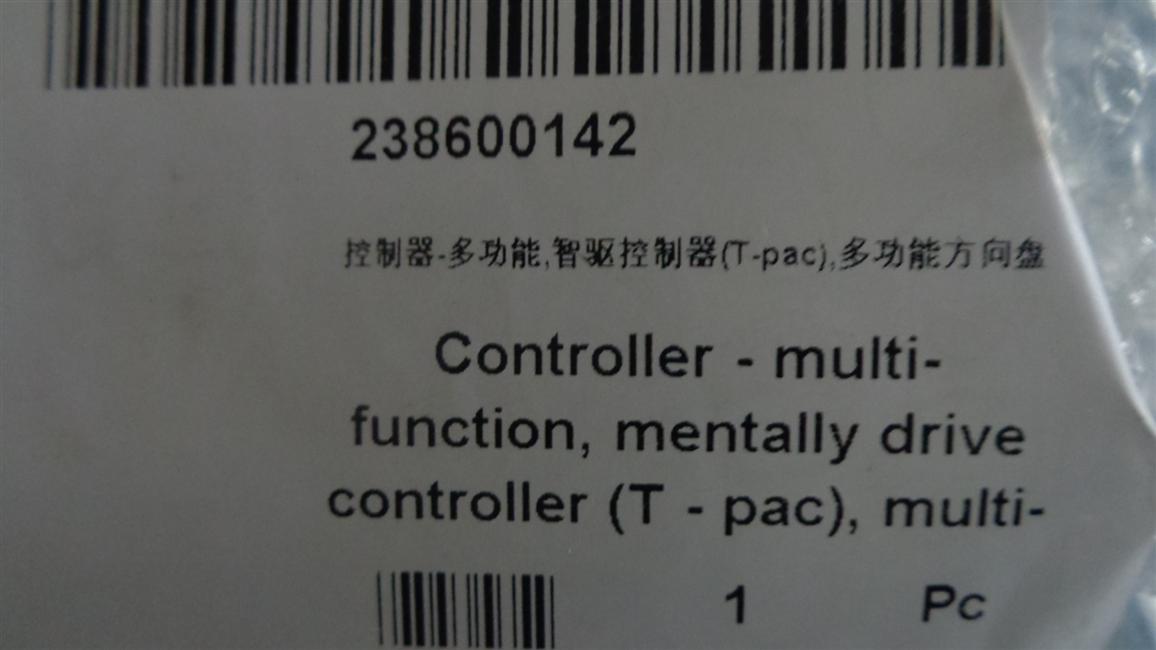 238600142
控制器-多功能,智驱控制器(T-pac),多功能方向盘
Controller - multi-
function, mentally drive
controller (T - pac), multi-
1 Pc